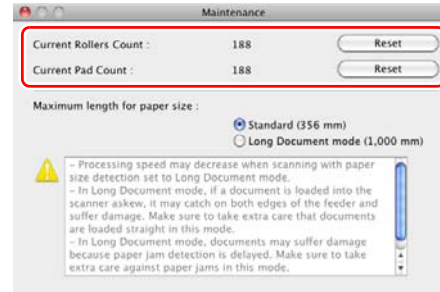 Maintenance
Current Rollers Count : 188 Reset
Current Pad Count : 188 Reset
Maximum length for paper size :
Standard (356 mm)
Long Document mode (1,000 mm)
– Processing speed may decrease when scanning with paper
size detection set to Long Document mode.
– In Long Document mode, if a document is loaded into the
scanner askew, it may catch on both edges of the feeder and
suffer damage. Make sure to take extra care that documents
are loaded straight in this mode.
– In Long Document mode, documents may suffer damage
because paper jam detection is delayed. Make sure to take
extra care against paper jams in this mode.